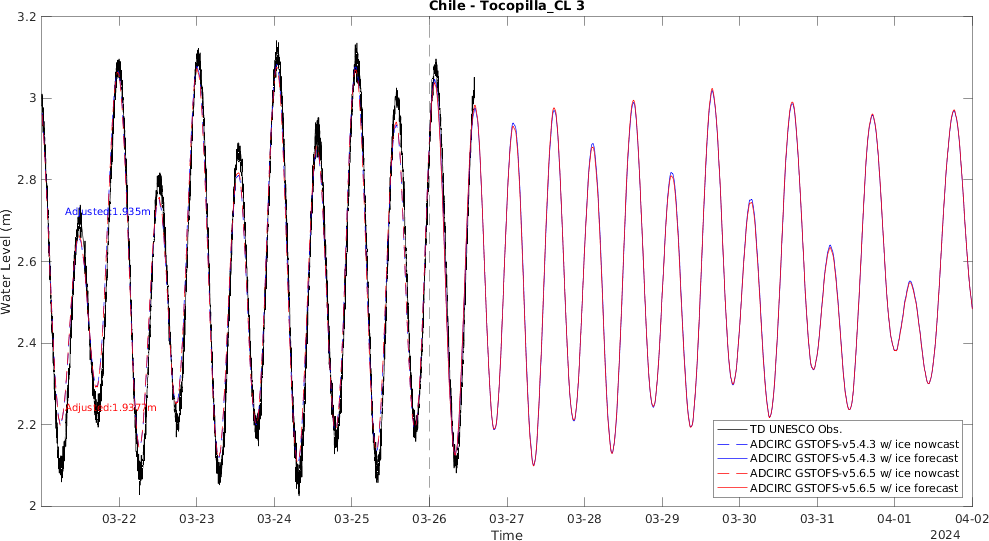 Chile - Tocopilla_CL 3
3.2
3
2.8
2.6
2.4
2.2
2
Water Level (m)
Adjusted:1.935m
Adjusted:1.9377m
TD UNESCO Obs.
ADCIRC GSTOFS-v5.4.3 w/ ice nowcast
ADCIRC GSTOFS-v5.4.3 w/ ice forecast
ADCIRC GSTOFS-v5.6.5 w/ ice nowcast
ADCIRC GSTOFS-v5.6.5 w/ ice forecast
03-22 03-23 03-24 03-25 03-26 03-27 03-28 03-29 03-30 03-31 04-01 04-02
Time
2024